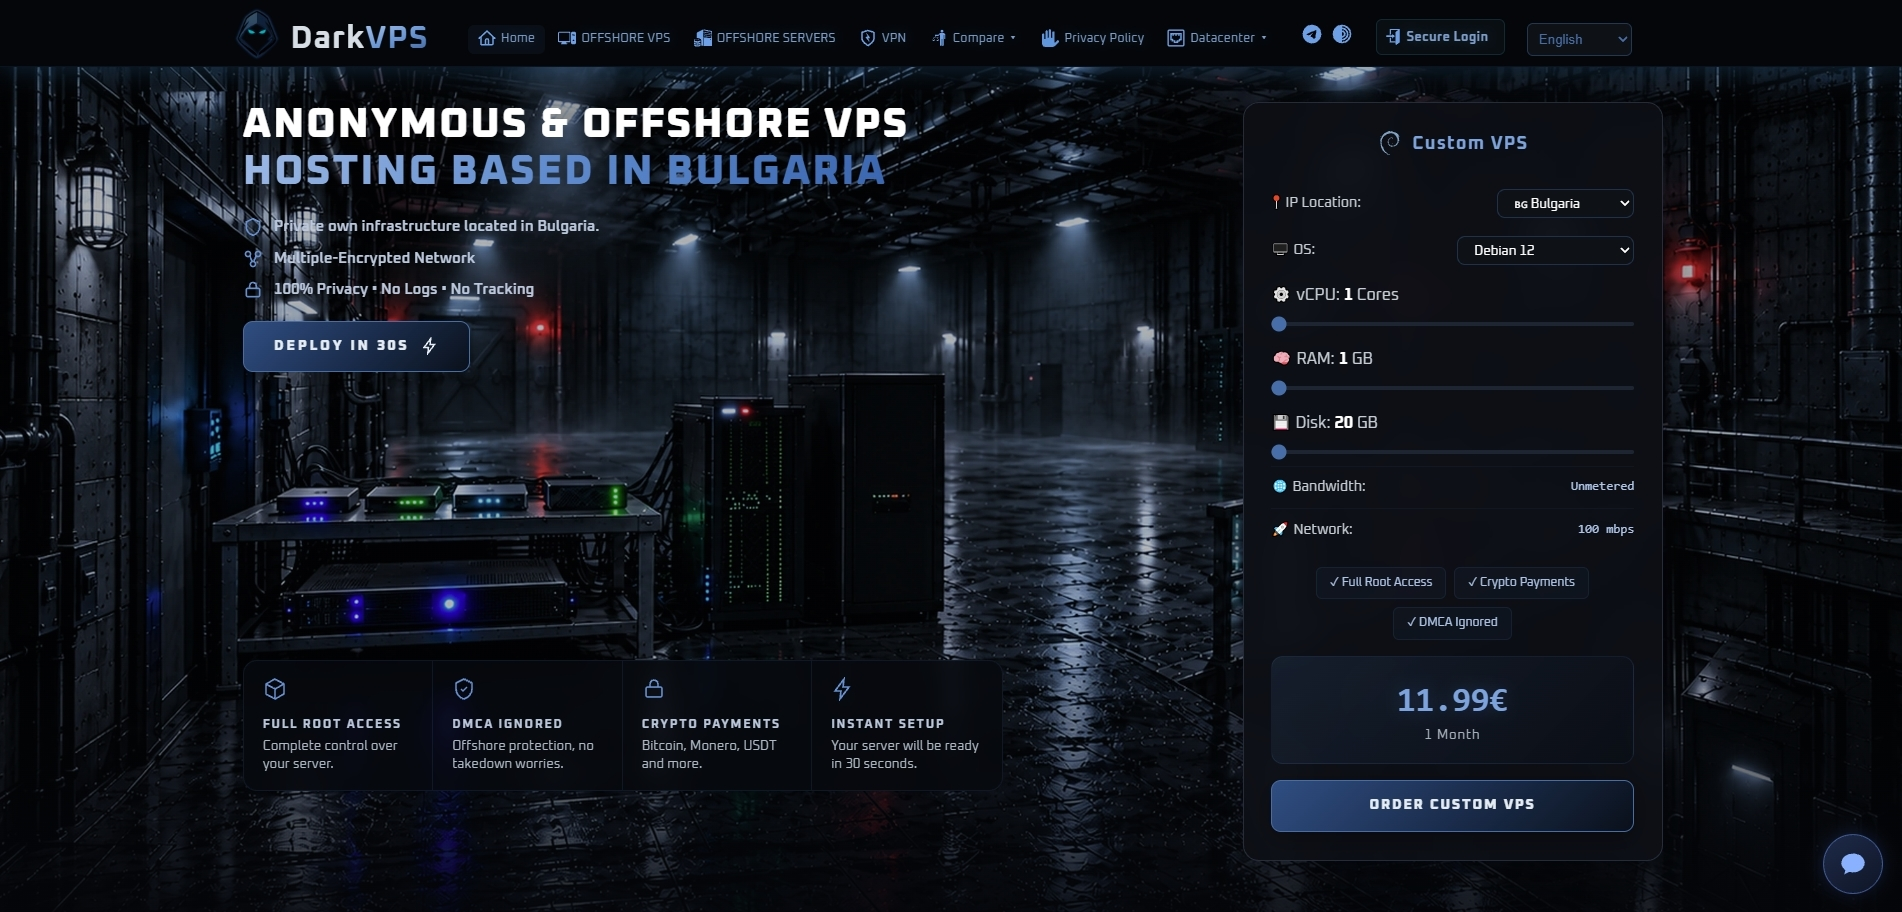 DarkVPS
Home
OFFSHORE VPS
OFFSHORE SERVERS
VPN
Compare
Privacy Policy
Datacenter
Secure Login
English
ANONYMOUS & OFFSHORE VPS
HOSTING BASED IN BULGARIA
Private own infrastructure located in Bulgaria.
Multiple-Encrypted Network
100% Privacy • No Logs • No Tracking
DEPLOY IN 30S
FULL ROOT ACCESS
Complete control over
your server.
DMCA IGNORED
Offshore protection, no
takedown worries.
CRYPTO PAYMENTS
Bitcoin, Monero, USDT
and more.
INSTANT SETUP
Your server will be ready
in 30 seconds.
Custom VPS
IP Location:
BG Bulgaria
OS:
Debian 12
vCPU: 1 Cores
RAM: 1 GB
Disk: 20 GB
Bandwidth:
Unmetered
Network:
100 mbps
✓ Full Root Access
✓ Crypto Payments
✓ DMCA Ignored
11.99€
1 Month
ORDER CUSTOM VPS